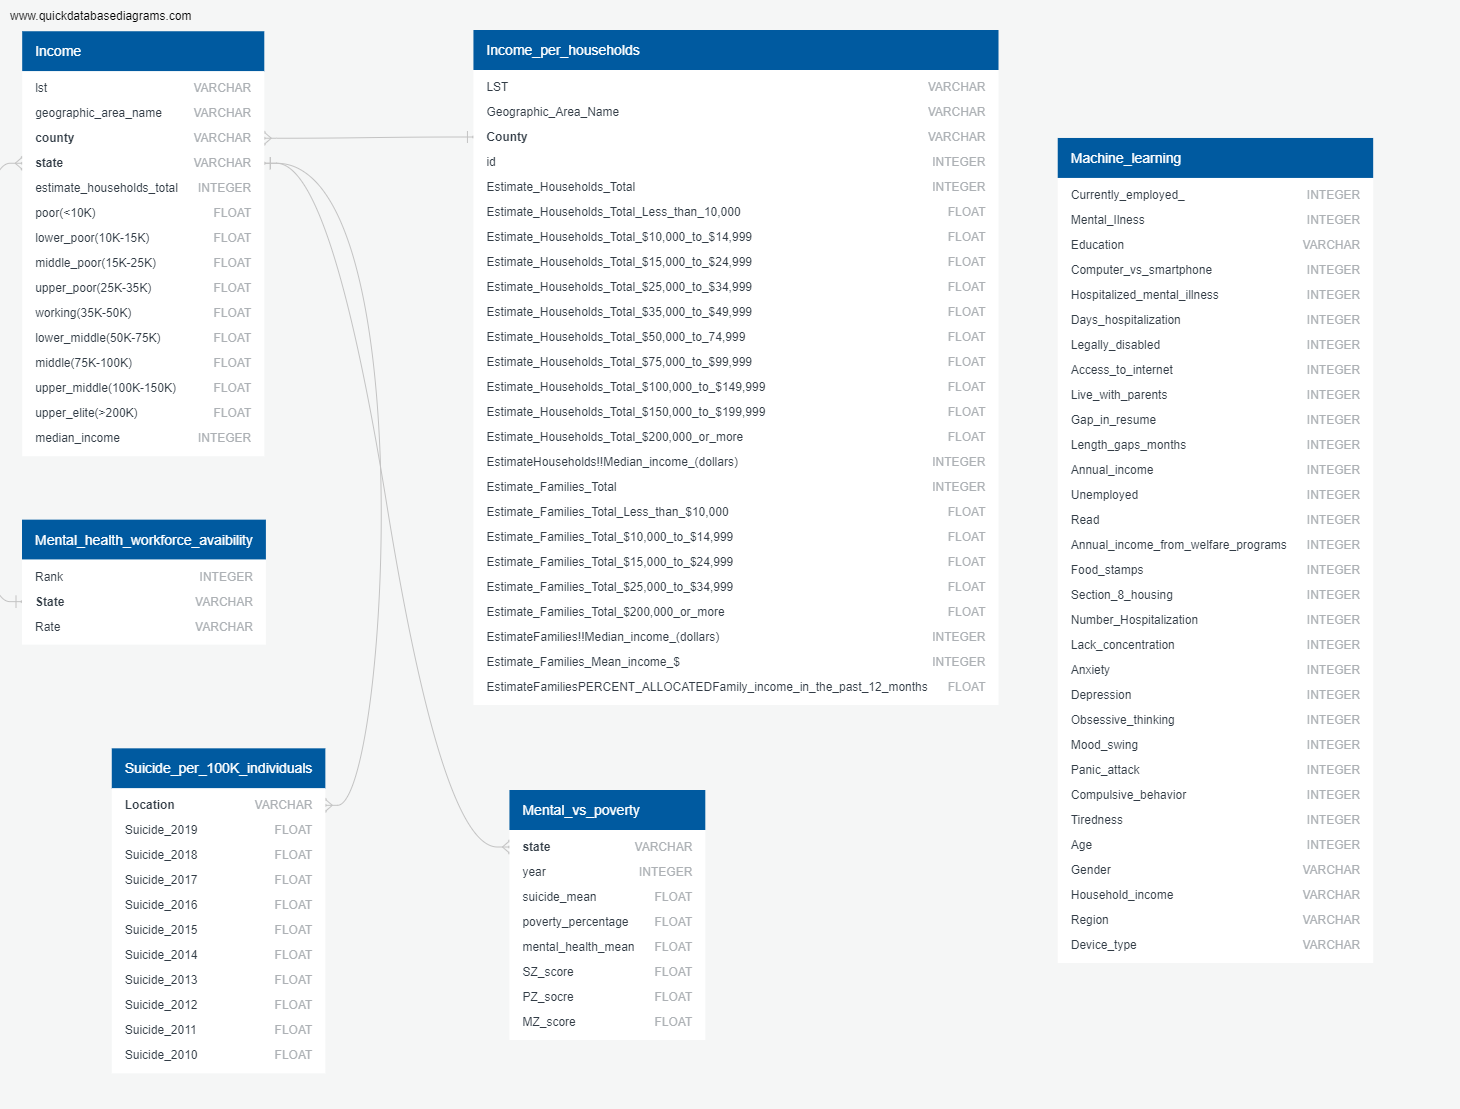 www.quickdatabasediagrams.com
Income
lst VARCHAR
geographic_area_name VARCHAR
county VARCHAR
state VARCHAR
estimate_households_total INTEGER
poor(<10K) FLOAT
lower_poor(10K-15K) FLOAT
middle_poor(15K-25K) FLOAT
upper_poor(25K-35K) FLOAT
working(35K-50K) FLOAT
lower_middle(50K-75K) FLOAT
middle(75K-100K) FLOAT
upper_middle(100K-150K) FLOAT
upper_elite(>200K) FLOAT
median_income INTEGER
Income_per_households
LST VARCHAR
Geographic_Area_Name VARCHAR
County VARCHAR
id INTEGER
Estimate_Households_Total INTEGER
Estimate_Households_Total_Less_than_10,000 FLOAT
Estimate_Households_Total_$10,000_to_$14,999 FLOAT
Estimate_Households_Total_$15,000_to_$24,999 FLOAT
Estimate_Households_Total_$25,000_to_$34,999 FLOAT
Estimate_Households_Total_$35,000_to_$49,999 FLOAT
Estimate_Households_Total_$50,000_to_74,999 FLOAT
Estimate_Households_Total_$75,000_to_$99,999 FLOAT
Estimate_Households_Total_$100,000_to_$149,999 FLOAT
Estimate_Households_Total_$150,000_to_$199,999 FLOAT
Estimate_Households_Total_$200,000_or_more FLOAT
EstimateHouseholds!!Median_income_(dollars) INTEGER
Estimate_Families_Total INTEGER
Estimate_Families_Total_Less_than_$10,000 FLOAT
Estimate_Families_Total_$10,000_to_$14,999 FLOAT
Estimate_Families_Total_$15,000_to_$24,999 FLOAT
Estimate_Families_Total_$25,000_to_$34,999 FLOAT
Estimate_Families_Total_$200,000_or_more FLOAT
EstimateFamilies!!Median_income_(dollars) INTEGER
Estimate_Families_Mean_income_$ INTEGER
EstimateFamiliesPERCENT_ALLOCATEDFamily_income_in_the_past_12_months FLOAT
Machine_learning
Currently_employed_ INTEGER
Mental_Ilness INTEGER
Education VARCHAR
Computer_vs_smartphone INTEGER
Hospitalized_mental_illness INTEGER
Days_hospitalization INTEGER
Legally_disabled INTEGER
Access_to_internet INTEGER
Live_with_parents INTEGER
Gap_in_resume INTEGER
Length_gaps_months INTEGER
Annual_income INTEGER
Unemployed INTEGER
Read INTEGER
Annual_income_from_welfare_programs INTEGER
Food_stamps INTEGER
Section_8_housing INTEGER
Number_Hospitalization INTEGER
Lack_concentration INTEGER
Anxiety INTEGER
Depression INTEGER
Obsessive_thinking INTEGER
Mood_swing INTEGER
Panic_attack INTEGER
Compulsive_behavior INTEGER
Tiredness INTEGER
Age INTEGER
Gender VARCHAR
Household_income VARCHAR
Region VARCHAR
Device_type VARCHAR
Mental_health_workforce_avaibility
Rank INTEGER
State VARCHAR
Rate VARCHAR
Suicide_per_100K_individuals
Location VARCHAR
Suicide_2019 FLOAT
Suicide_2018 FLOAT
Suicide_2017 FLOAT
Suicide_2016 FLOAT
Suicide_2015 FLOAT
Suicide_2014 FLOAT
Suicide_2013 FLOAT
Suicide_2012 FLOAT
Suicide_2011 FLOAT
Suicide_2010 FLOAT
Mental_vs_poverty
state VARCHAR
year INTEGER
suicide_mean FLOAT
poverty_percentage FLOAT
mental_health_mean FLOAT
SZ_score FLOAT
PZ_socre FLOAT
MZ_score FLOAT